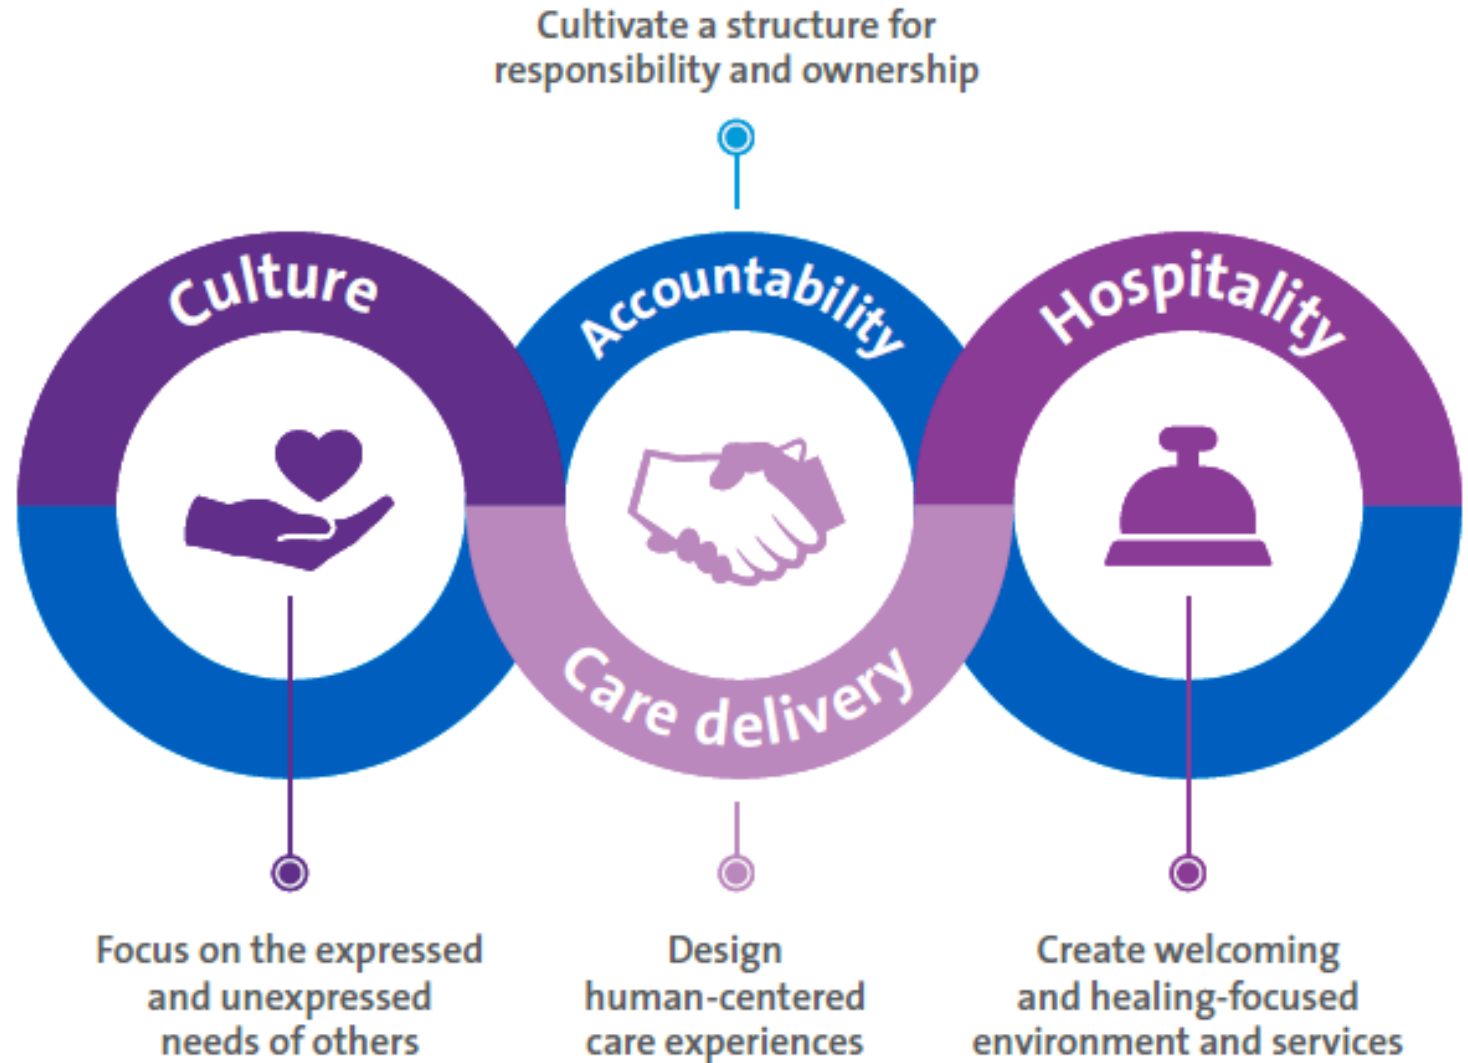 Cultivate a structure for
responsibility and ownership
Culture
Accountability
Hospitality
Care delivery
Focus on the expressed
and unexpressed
needs of others
Design
human-centered
care experiences
Create welcoming
and healing-focused
environment and services